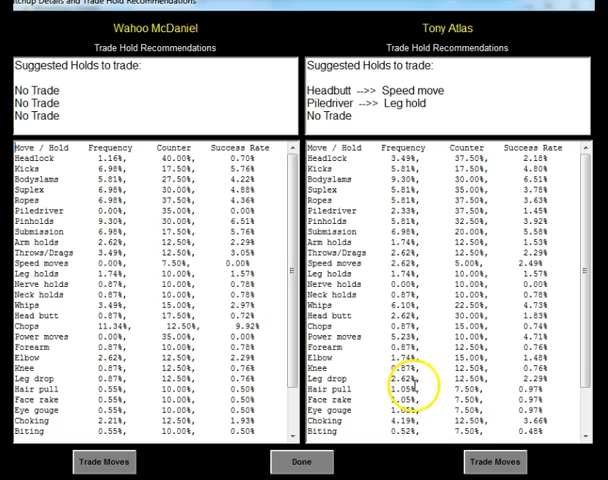 tchup Details and Trade Hold Recommendations
Wahoo McDaniel
Trade Hold Recommendations
Suggested Holds to trade:
No Trade
No Trade
No Trade
Move / Hold Frequency Counter Success Rate
Headlock 1.16%, 40.00%, 0.70%
Kicks 6.98%, 17.50%, 5.76%
Bodyslams 5.81%, 27.50%, 4.22%
Suplex 6.98%, 30.00%, 4.88%
Ropes 6.98%, 37.50%, 4.36%
Piledriver 0.00%, 35.00%, 0.00%
Pinholds 9.30%, 30.00%, 6.51%
Submission 6.98%, 17.50%, 5.76%
Arm holds 2.62%, 12.50%, 2.29%
Throws/Drags 3.49%, 12.50%, 3.05%
Speed moves 0.00%, 7.50%, 0.00%
Leg holds 1.74%, 10.00%, 1.57%
Nerve holds 0.87%, 10.00%, 0.78%
Neck holds 0.87%, 10.00%, 0.78%
Whips 3.49%, 15.00%, 2.97%
Head butt 0.87%, 17.50%, 0.72%
Chops 11.34%, 12.50%, 9.92%
Power moves 0.00%, 35.00%, 0.00%
Forearm 0.87%, 10.00%, 0.78%
Elbow 2.62%, 12.50%, 2.29%
Knee 0.87%, 12.50%, 0.76%
Leg drop 0.87%, 12.50%, 0.76%
Hair pull 0.55%, 10.00%, 0.50%
Face rake 0.55%, 10.00%, 0.50%
Eye gouge 0.55%, 10.00%, 0.50%
Choking 2.21%, 12.50%, 1.93%
Biting 0.55%, 10.00%, 0.50%
Trade Moves
Done
Tony Atlas
Trade Hold Recommendations
Suggested Holds to trade:
Headbutt -->> Speed move
Piledriver -->> Leg hold
No Trade
Move / Hold Frequency Counter Success Rate
Headlock 3.49%, 37.50%, 2.18%
Kicks 5.81%, 17.50%, 4.80%
Bodyslams 9.30%, 30.00%, 6.51%
Suplex 5.81%, 35.00%, 3.78%
Ropes 5.81%, 37.50%, 3.63%
Piledriver 2.33%, 37.50%, 1.45%
Pinholds 5.81%, 32.50%, 3.92%
Submission 6.98%, 20.00%, 5.58%
Arm holds 1.74%, 12.50%, 1.53%
Throws/Drags 2.62%, 12.50%, 2.29%
Speed moves 2.62%, 5.00%, 2.49%
Leg holds 1.74%, 10.00%, 1.57%
Nerve holds 0.00%, 10.00%, 0.00%
Neck holds 0.87%, 10.00%, 0.78%
Whips 6.10%, 22.50%, 4.73%
Head butt 2.62%, 30.00%, 1.83%
Chops 0.87%, 15.00%, 0.74%
Power moves 5.23%, 10.00%, 4.71%
Forearm 0.87%, 12.50%, 0.76%
Elbow 1.74%, 15.00%, 1.48%
Knee 0.87%, 12.50%, 0.76%
Leg drop 2.62%, 12.50%, 2.29%
Hair pull 1.05%, 7.50%, 0.97%
Face rake 1.05%, 7.50%, 0.97%
Eye gouge 1.05%, 7.50%, 0.97%
Choking 4.19%, 12.50%, 3.66%
Biting 0.52%, 7.50%, 0.48%
Trade Moves